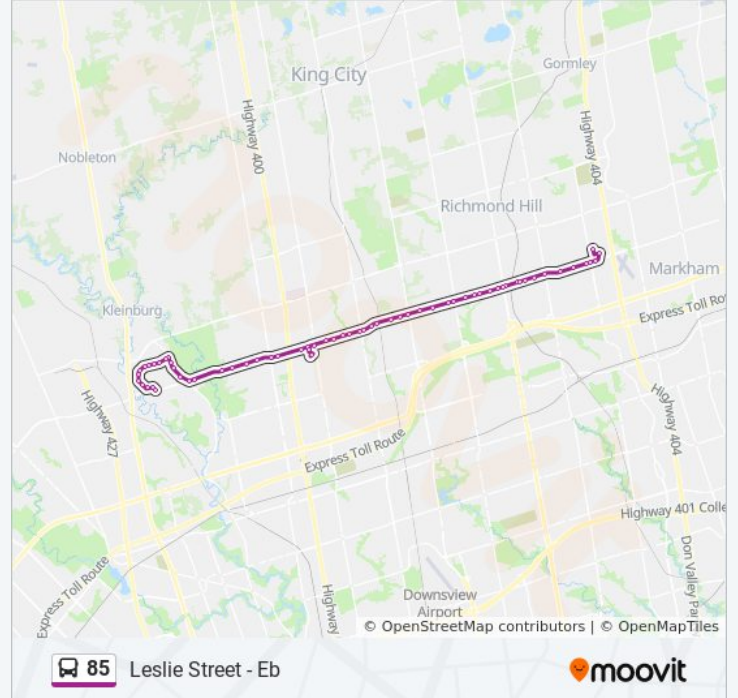 King City
Gormley
Highway 400
Highway 404
Nobleton
Richmond Hill
Markham
Kleinburg
Express Toll Ro
Highway 427
Highway 404
Express Toll Route
Highway 401 Colle
Express Toll Route
Highway
Don Valley Pa
Downsview
Airport
© OpenStreetMap contributors | © OpenMapTiles
85 Leslie Street - Eb
moovit